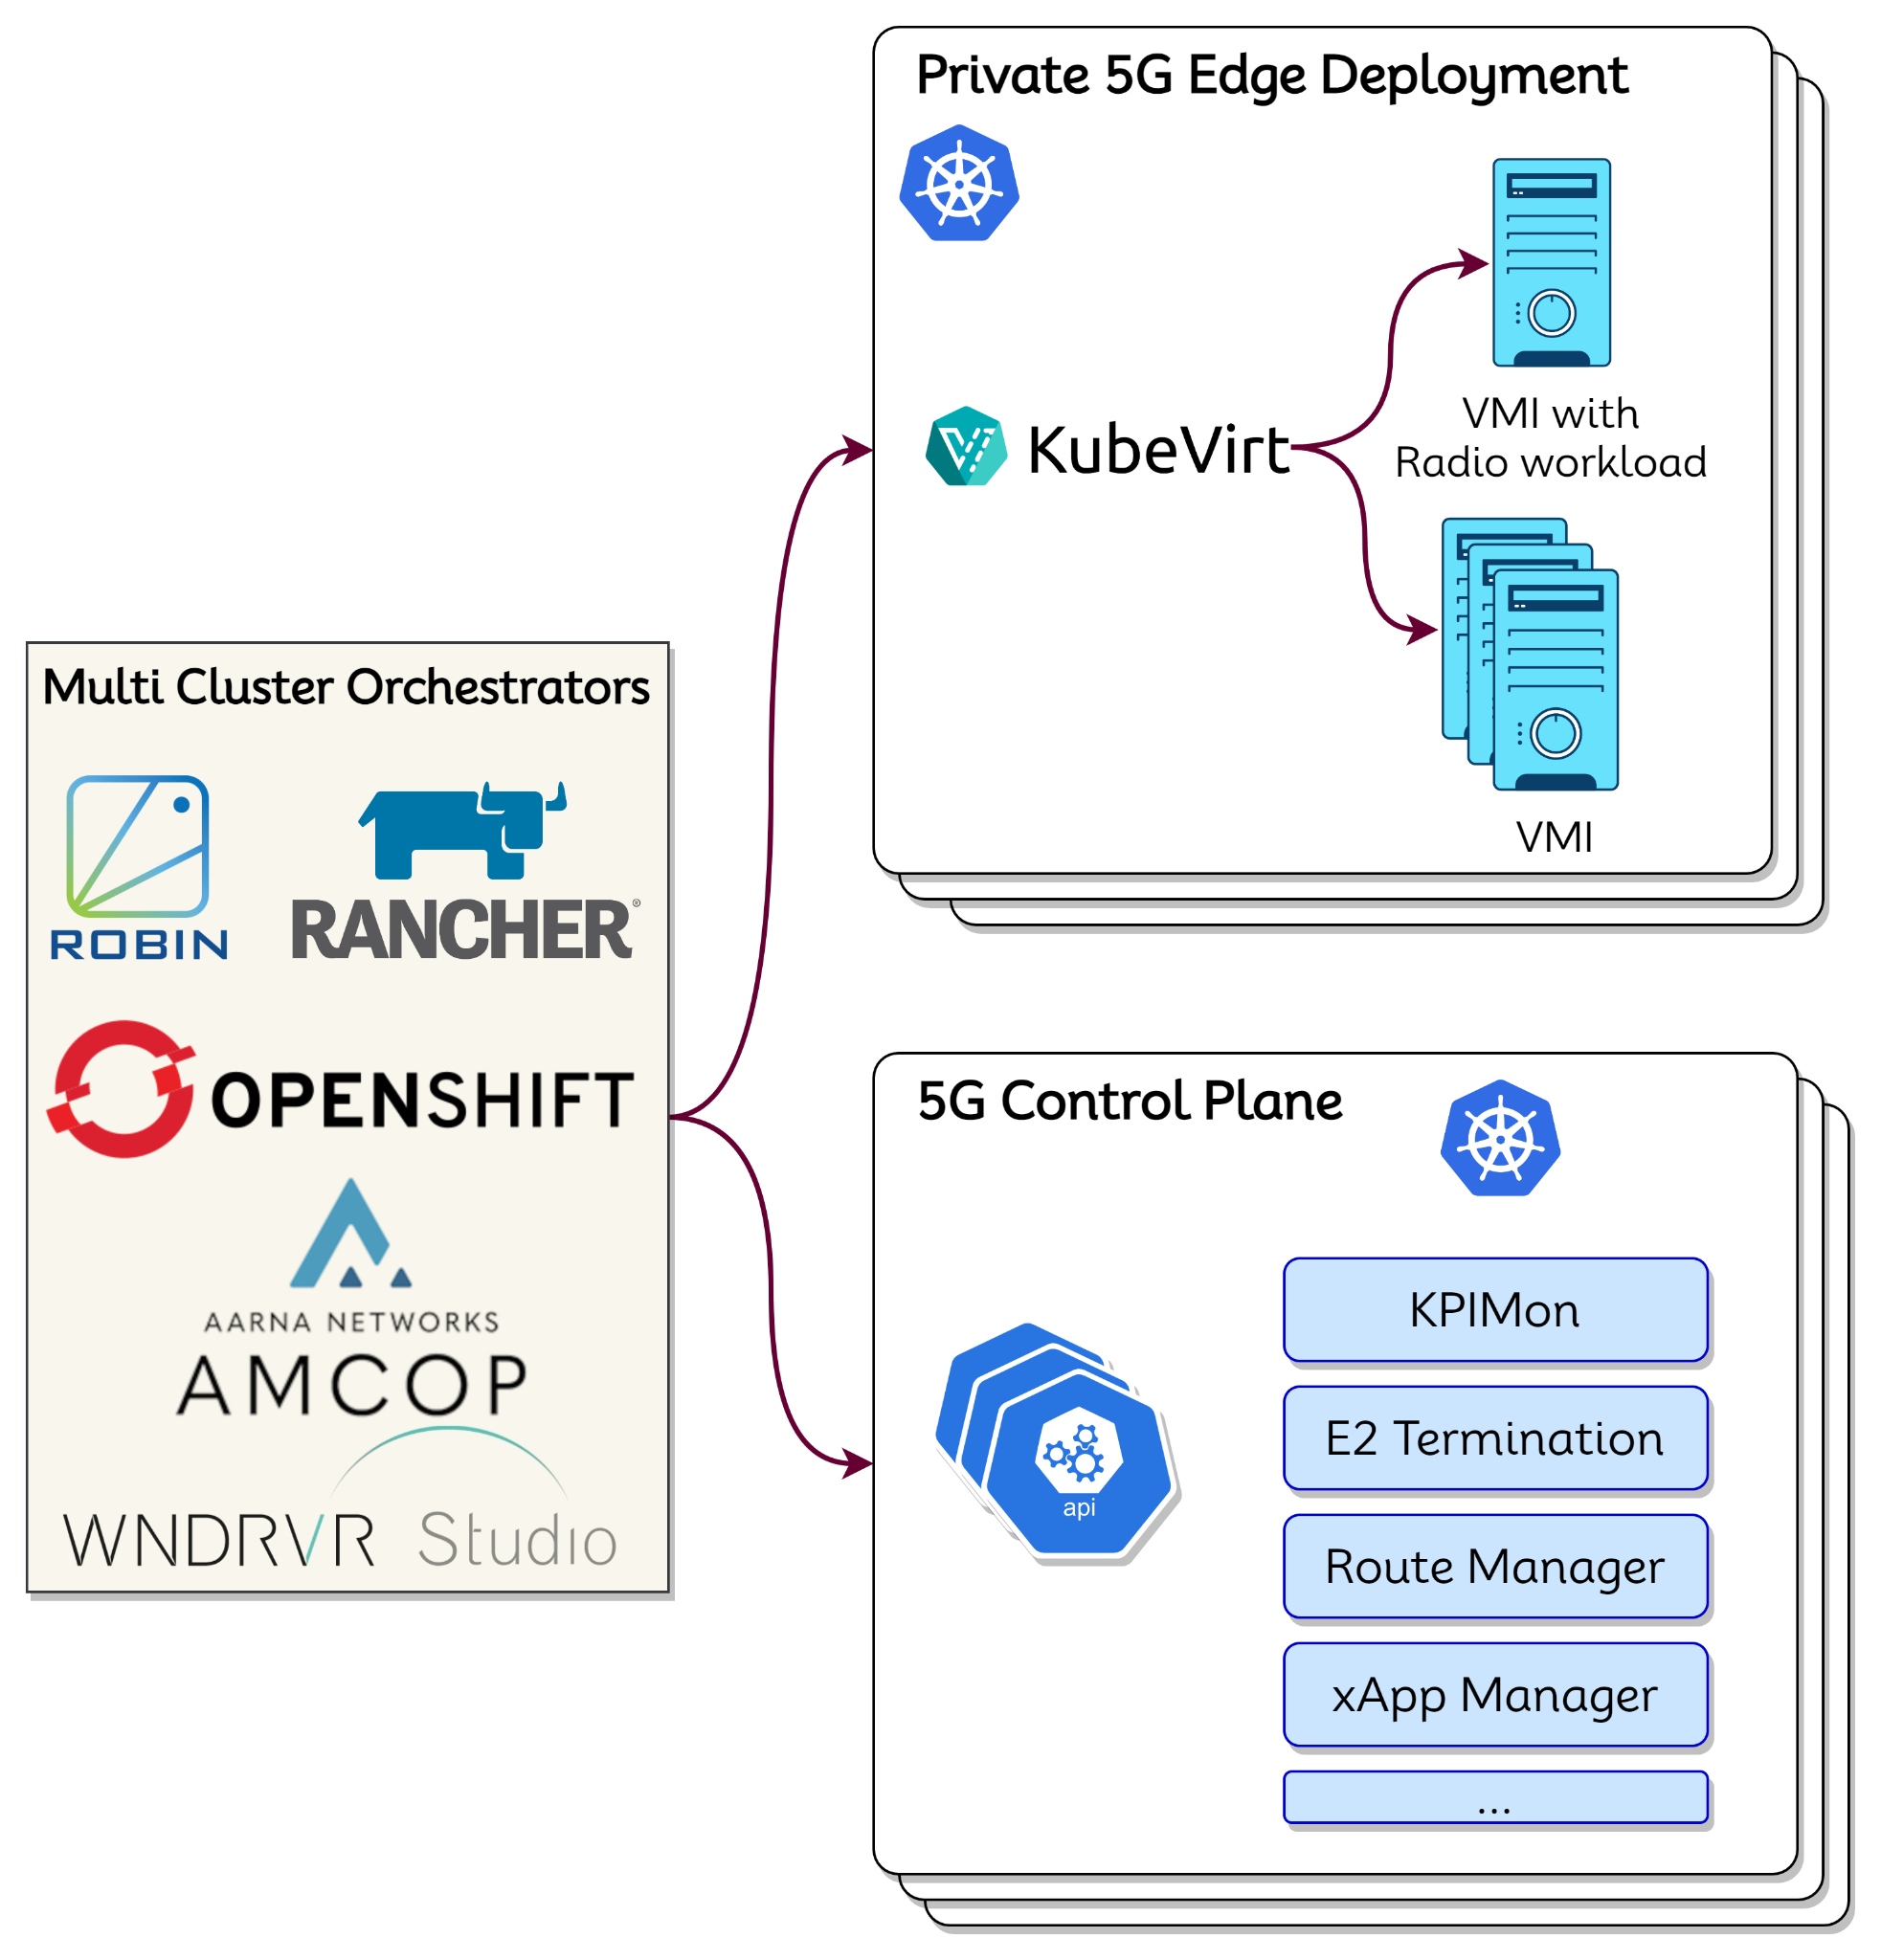 Private 5G Edge Deployment
VMI with
Radio workload
KubeVirt
VMI
Multi Cluster Orchestrators
ROBIN
RANCHER®
OPENSHIFT
AARNA NETWORKS
AMCOP
WNDRVR Studio
5G Control Plane
api
KPIMon
E2 Termination
Route Manager
xApp Manager
...